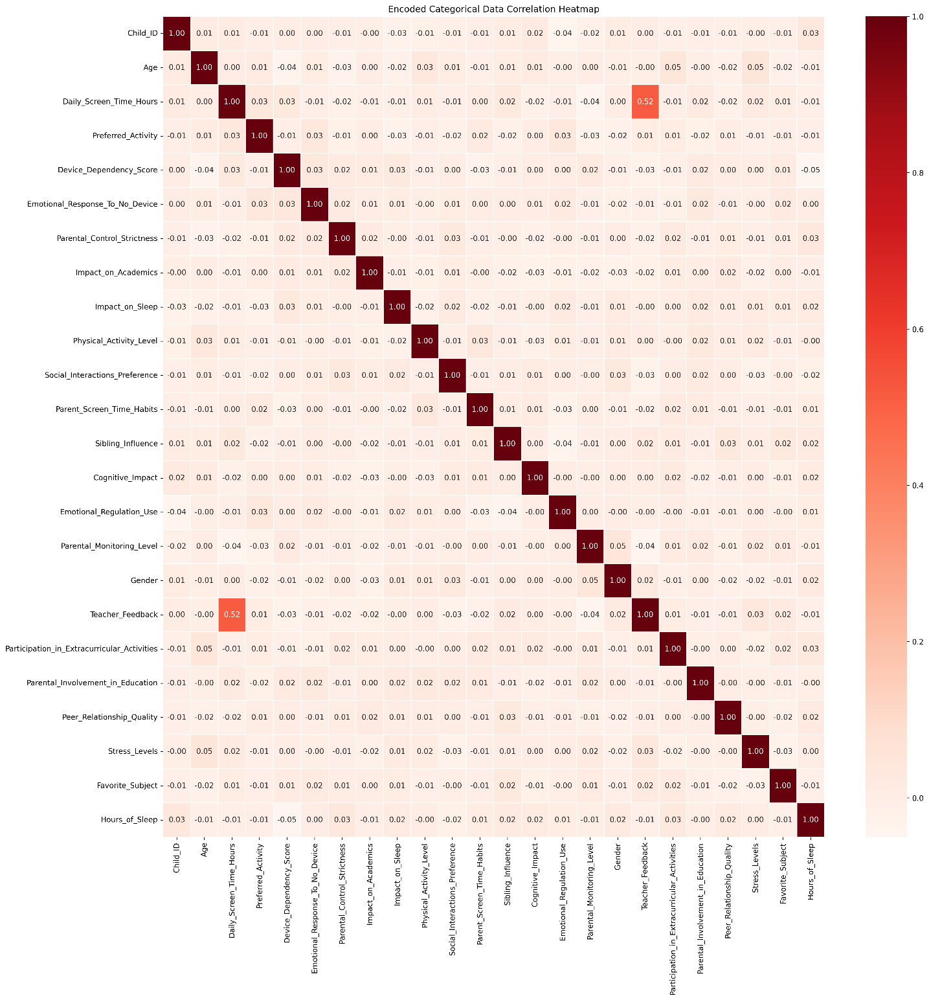 Encoded Categorical Data Correlation Heatmap
Child_ID 1.00 0.01 0.01 -0.01 0.00 0.00 -0.01 -0.00 -0.03 -0.01 -0.01 -0.01 0.01 0.02 -0.04 -0.02 0.01 0.00 -0.01 -0.01 -0.01 -0.00 -0.01 0.03
Age 0.01 1.00 0.00 0.01 -0.04 0.01 -0.03 0.00 -0.02 0.03 0.01 -0.01 0.01 0.01 -0.00 0.00 -0.01 -0.00 0.05 -0.00 -0.02 0.05 -0.02 -0.01
Daily_Screen_Time_Hours 0.01 0.00 1.00 0.03 0.03 -0.01 -0.02 -0.01 -0.01 0.01 -0.01 0.00 0.02 -0.02 -0.01 -0.04 0.00 0.52 -0.01 0.02 -0.02 0.02 0.01 -0.01
Preferred_Activity -0.01 0.01 0.03 1.00 -0.01 0.03 -0.01 0.00 -0.03 -0.01 -0.02 0.02 -0.02 0.00 0.03 -0.03 -0.02 0.01 0.01 -0.02 0.01 -0.01 -0.01 -0.01
Device_Dependency_Score 0.00 -0.04 0.03 -0.01 1.00 0.03 0.02 0.01 0.03 -0.01 0.00 -0.03 -0.01 0.00 0.00 0.02 -0.01 -0.03 -0.01 0.02 0.00 0.00 0.01 -0.05
Emotional_Response_To_No_Device 0.00 0.01 -0.01 0.03 0.03 1.00 0.02 0.01 0.01 -0.00 0.01 0.00 0.00 0.01 0.02 -0.01 -0.02 -0.01 -0.01 0.02 -0.01 -0.00 0.02 0.00
Parental_Control_Strictness -0.01 -0.03 -0.02 -0.01 0.02 0.02 1.00 0.02 -0.00 -0.01 0.03 -0.01 -0.00 -0.02 -0.00 -0.01 0.00 -0.02 0.02 -0.01 0.01 -0.01 0.01 0.03
Impact_on_Academics -0.00 0.00 -0.01 0.00 0.01 0.01 0.02 1.00 -0.01 -0.01 0.01 -0.00 -0.02 -0.03 -0.01 -0.02 -0.03 -0.02 0.01 0.00 0.02 -0.02 0.00 -0.01
Impact_on_Sleep -0.03 -0.02 -0.01 -0.03 0.03 0.01 -0.00 -0.01 1.00 -0.02 0.02 -0.02 -0.01 -0.00 0.02 -0.01 0.01 -0.00 0.00 0.02 0.01 0.01 0.01 0.02
Physical_Activity_Level -0.01 0.03 0.01 -0.01 -0.01 -0.00 -0.01 -0.01 -0.02 1.00 -0.01 0.03 -0.01 -0.03 0.01 -0.01 0.01 0.00 -0.00 0.02 0.01 0.02 -0.01 -0.00
Social_Interactions_Preference -0.01 0.01 -0.01 -0.02 0.00 0.01 0.03 0.01 0.02 -0.01 1.00 -0.01 0.01 0.01 0.00 -0.00 0.03 -0.03 0.00 0.02 0.00 -0.03 -0.00 -0.02
Parent_Screen_Time_Habits -0.01 -0.01 0.00 0.02 -0.03 0.00 -0.01 -0.00 -0.02 0.03 -0.01 1.00 0.01 0.01 -0.03 0.00 -0.01 -0.02 0.02 0.01 -0.01 -0.01 -0.01 0.01
Sibling_Influence 0.01 0.01 0.02 -0.02 -0.01 0.00 -0.00 -0.02 -0.01 -0.01 0.01 0.01 1.00 0.00 -0.04 -0.01 0.00 0.02 0.01 -0.01 0.03 0.01 0.02 0.02
Cognitive_Impact 0.02 0.01 -0.02 0.00 0.00 0.01 -0.02 -0.03 -0.00 -0.03 0.01 0.01 0.00 1.00 -0.00 -0.00 0.00 0.00 0.02 -0.02 -0.01 0.00 -0.01 0.02
Emotional_Regulation_Use -0.04 -0.00 -0.01 0.03 0.00 0.02 -0.00 -0.01 0.02 0.01 0.00 -0.03 -0.04 -0.00 1.00 0.00 -0.00 -0.00 -0.00 -0.01 -0.01 0.00 -0.00 0.01
Parental_Monitoring_Level -0.02 0.00 -0.04 -0.03 0.02 -0.01 -0.01 -0.02 -0.01 -0.01 -0.00 0.00 -0.01 -0.00 0.00 1.00 0.05 -0.04 0.01 0.02 -0.01 0.02 0.01 -0.01
Gender 0.01 -0.01 0.00 -0.02 -0.01 -0.02 0.00 -0.03 0.01 0.01 0.03 -0.01 0.00 0.00 -0.00 0.05 1.00 0.02 -0.01 0.00 -0.02 -0.02 -0.01 0.02
Teacher_Feedback 0.00 -0.00 0.52 0.01 -0.03 -0.01 -0.02 -0.02 -0.00 0.00 -0.03 -0.02 0.02 0.00 -0.00 -0.04 0.02 1.00 0.01 -0.01 -0.01 0.03 0.02 -0.01
Participation_in_Extracurricular_Activities -0.01 0.05 -0.01 0.01 -0.01 -0.01 0.02 0.01 0.00 -0.00 0.00 0.02 0.01 0.02 -0.00 0.01 -0.01 0.01 1.00 -0.00 0.00 -0.02 0.02 0.03
Parental_Involvement_in_Education -0.01 -0.00 0.02 -0.02 0.02 0.02 -0.01 0.00 0.02 0.02 0.02 0.01 -0.01 -0.02 -0.01 0.02 0.00 -0.01 -0.00 1.00 -0.00 -0.00 -0.01 -0.00
Peer_Relationship_Quality -0.01 -0.02 -0.02 0.01 0.00 -0.01 0.01 0.02 0.01 0.01 0.00 -0.01 0.03 -0.01 -0.01 -0.01 -0.02 -0.01 0.00 -0.00 1.00 -0.00 -0.02 0.02
Stress_Levels -0.00 0.05 0.02 -0.01 0.00 -0.00 -0.01 -0.02 0.01 0.02 -0.03 -0.01 0.01 0.00 0.00 0.02 -0.02 0.03 -0.02 -0.00 -0.00 1.00 -0.03 0.00
Favorite_Subject -0.01 -0.02 0.01 -0.01 0.01 0.02 0.01 0.00 0.01 -0.01 -0.00 -0.01 0.02 -0.01 -0.00 0.01 -0.01 0.02 0.02 -0.01 -0.02 -0.03 1.00 -0.01
Hours_of_Sleep 0.03 -0.01 -0.01 -0.01 -0.05 0.00 0.03 -0.01 0.02 -0.00 -0.02 0.01 0.02 0.02 0.01 -0.01 0.02 -0.01 0.03 -0.00 0.02 0.00 -0.01 1.00
Child_ID
Age
Daily_Screen_Time_Hours
Preferred_Activity
Device_Dependency_Score
Emotional_Response_To_No_Device
Parental_Control_Strictness
Impact_on_Academics
Impact_on_Sleep
Physical_Activity_Level
Social_Interactions_Preference
Parent_Screen_Time_Habits
Sibling_Influence
Cognitive_Impact
Emotional_Regulation_Use
Parental_Monitoring_Level
Gender
Teacher_Feedback
Participation_in_Extracurricular_Activities
Parental_Involvement_in_Education
Peer_Relationship_Quality
Stress_Levels
Favorite_Subject
Hours_of_Sleep
1.0
0.8
0.6
0.4
0.2
0.0